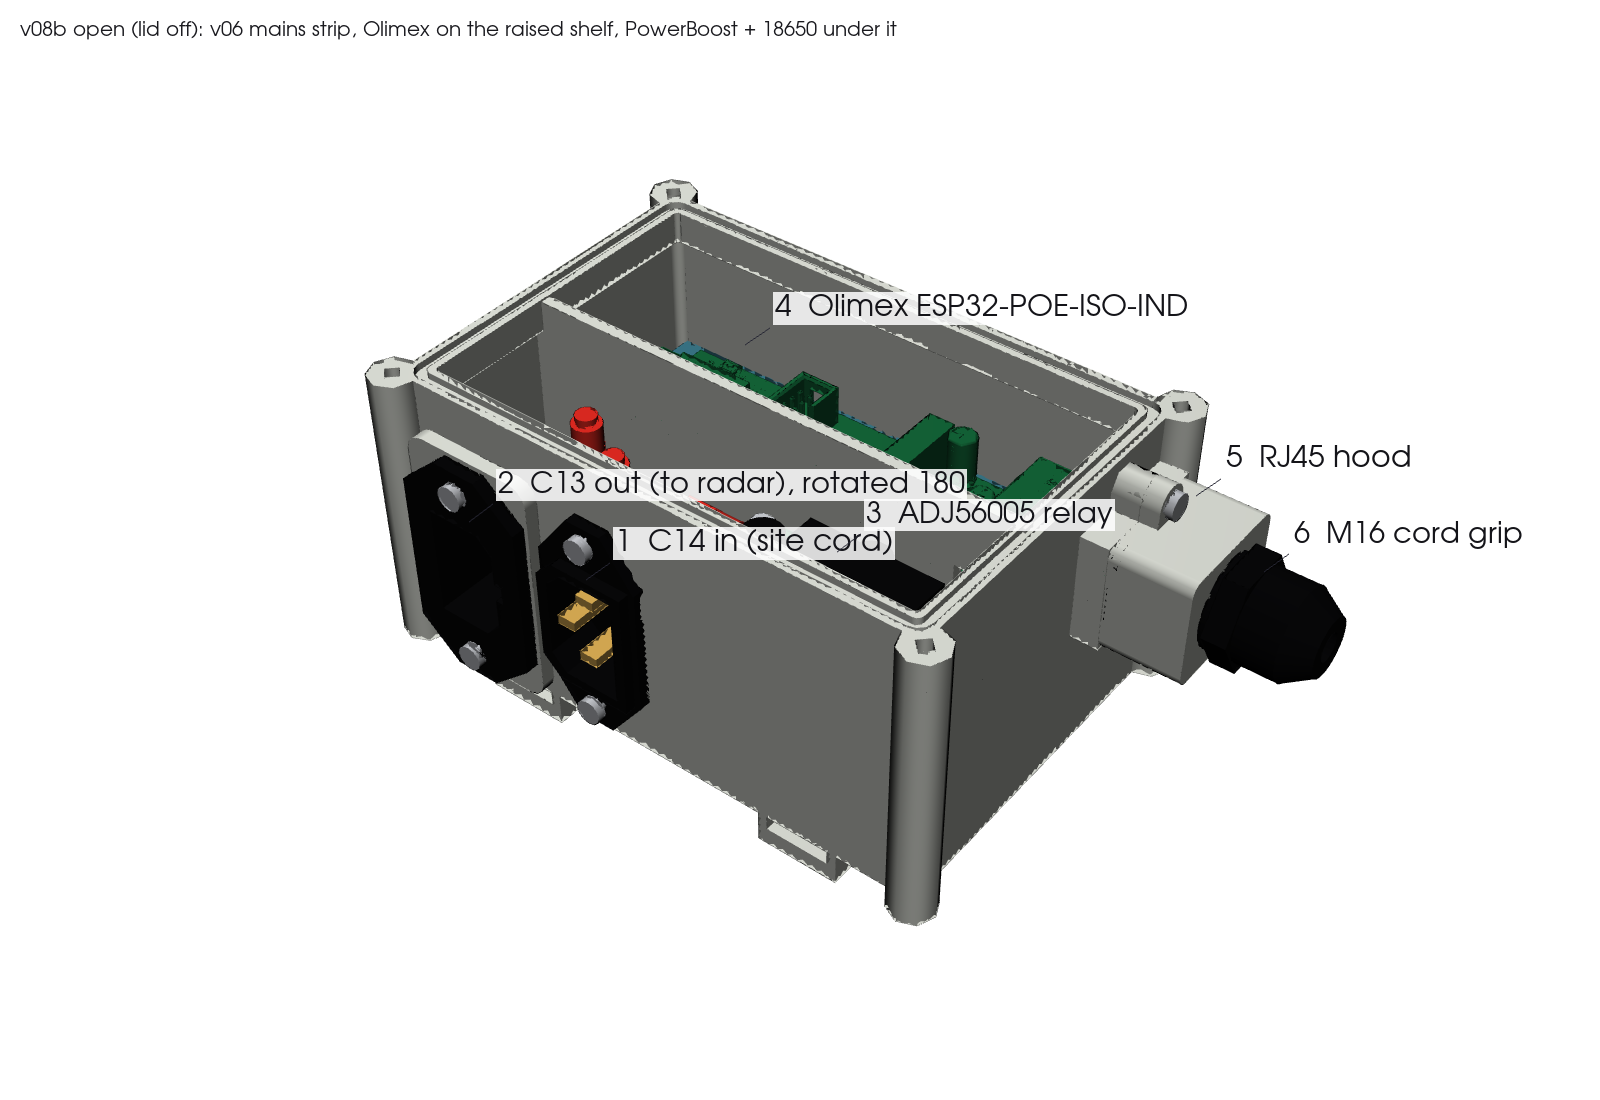 v08b open (lid off): v06 mains strip, Olimex on the raised shelf, PowerBoost + 18650 under it
4 Olimex ESP32-POE-ISO-IND
5 RJ45 hood
2 C13 out (to radar), rotated 180
3 ADJ56005 relay
6 M16 cord grip
1 C14 in (site cord)